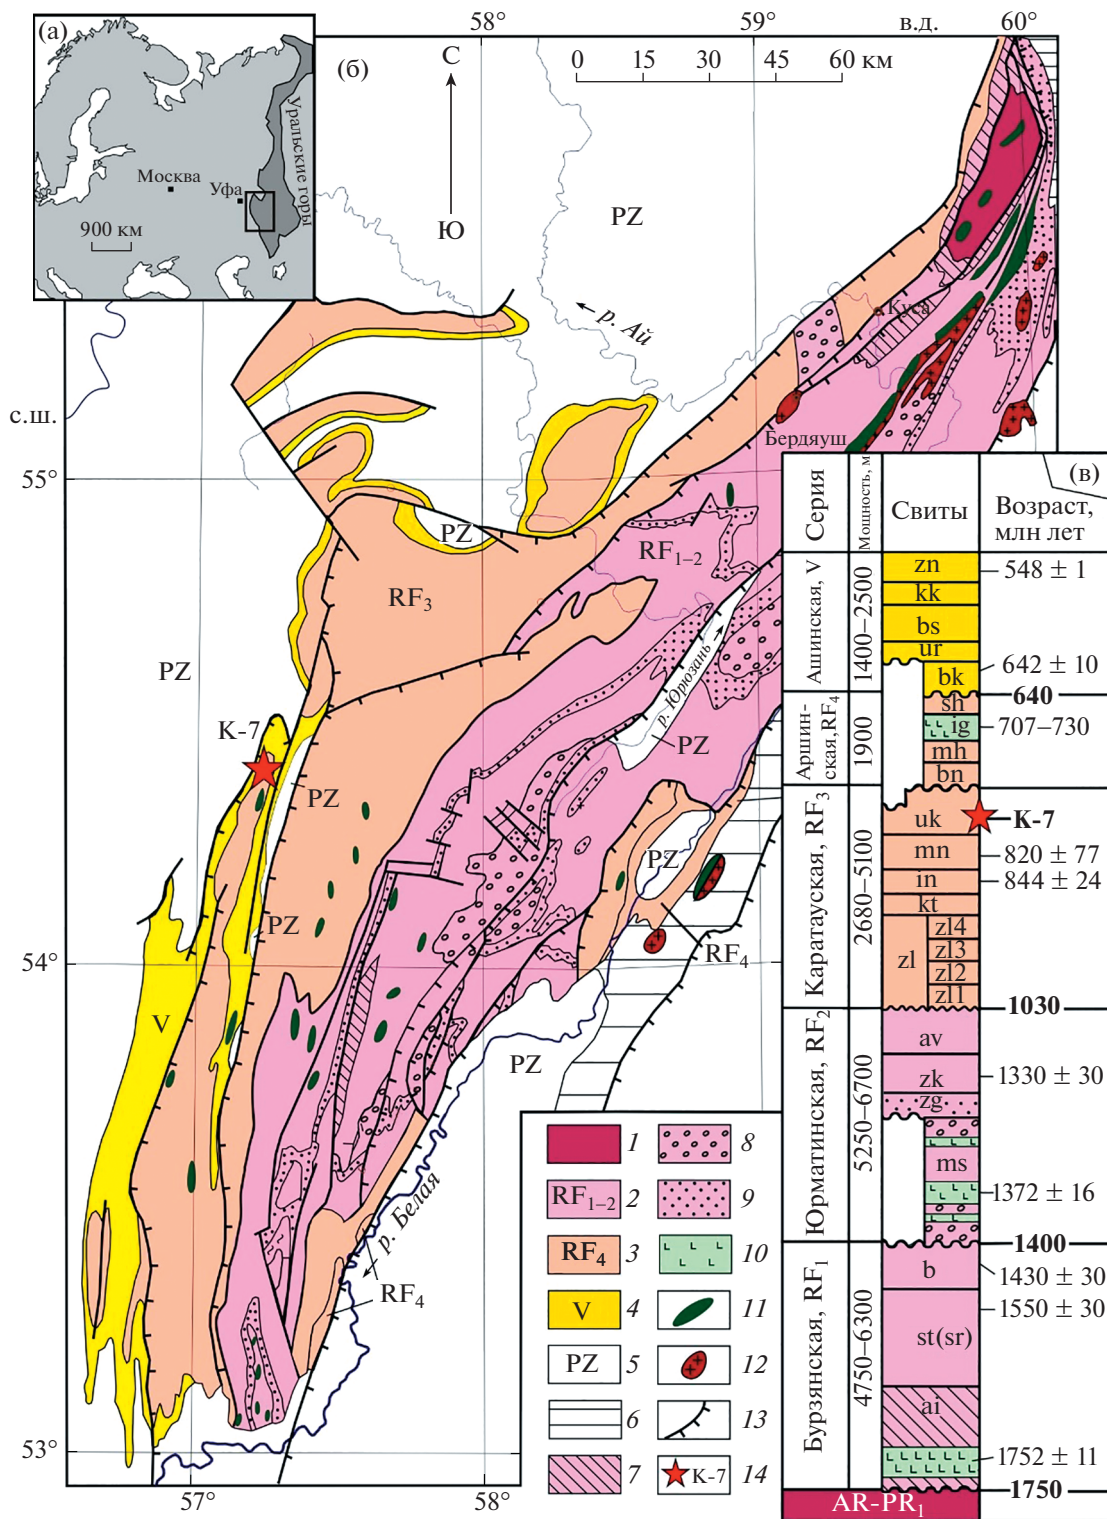 (а)
Москва
Уфа
Уральские горы
900 км
(б)
58°
59°
в.д.
60°
С
Ю
0 15 30 45 60 км
PZ
р. Ай
Куса
Бердяуш
с.ш.
55°
PZ
RF3
RF1–2
р. Юрюзань
PZ
PZ
К-7
PZ
PZ
PZ
RF4
54°
V
PZ
р. Белая
RF4
53°
57°
58°
1
RF1–2 2
RF4 3
V 4
PZ 5
6
7
8
9
10
11
12
13
К-7 14
(в)
Серия
Мощность, м
Свиты
Возраст,
млн лет
Ашинская, V
1400–2500
zn
kk
bs
ur
bk
548 ± 1
642 ± 10
640
Аршин-
ская, RF4
1900
sh
ig
mh
bn
707–730
Каратауская, RF3
2680–5100
uk
mn
in
kt
zl
zl4
zl3
zl2
zl1
К-7
820 ± 77
844 ± 24
1030
Юрматинская, RF2
5250–6700
av
zk
zg
ms
1330 ± 30
1372 ± 16
1400
Бурзянская, RF1
4750–6300
b
st(sr)
ai
1430 ± 30
1550 ± 30
1752 ± 11
1750
AR-PR1